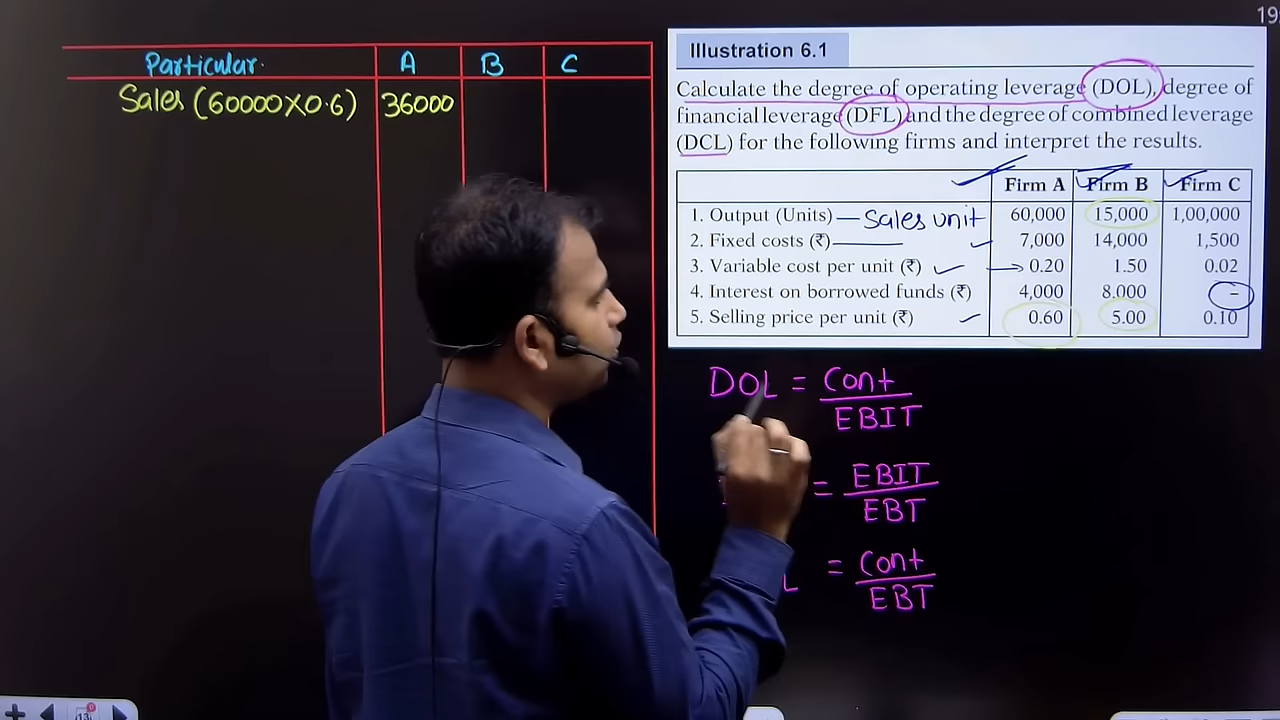 19
Particular. A B C
Sales (60000×0.6) 36000
Illustration 6.1
Calculate the degree of operating leverage (DOL), degree of
financial leverage (DFL) and the degree of combined leverage
(DCL) for the following firms and interpret the results.
Firm A Firm B Firm C
1. Output (Units) — Sales unit 60,000 15,000 1,00,000
2. Fixed costs (₹) 7,000 14,000 1,500
3. Variable cost per unit (₹) 0.20 1.50 0.02
4. Interest on borrowed funds (₹) 4,000 8,000 –
5. Selling price per unit (₹) 0.60 5.00 0.10
DOL = Cont
EBIT
= EBIT
EBT
L = Cont
EBT
13